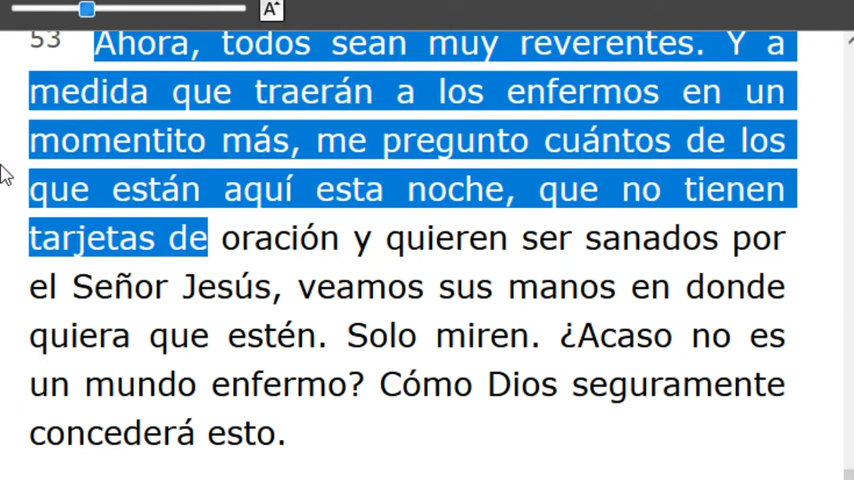 A
53 Ahora, todos sean muy reverentes. Y a
medida que traerán a los enfermos en un
momentito más, me pregunto cuántos de los
que están aquí esta noche, que no tienen
tarjetas de oración y quieren ser sanados por
el Señor Jesús, veamos sus manos en donde
quiera que estén. Solo miren. ¿Acaso no es
un mundo enfermo? Cómo Dios seguramente
concederá esto.